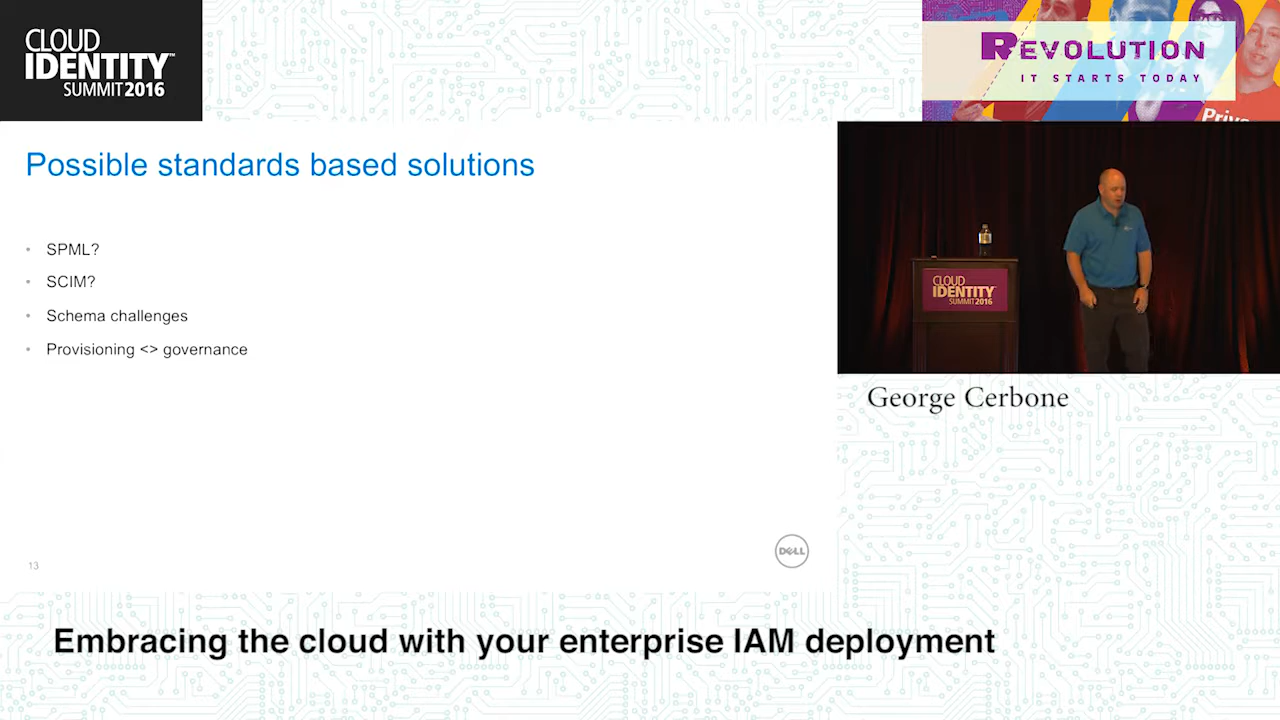 CLOUD
IDENTITY™
SUMMIT 2016
REVOLUTION
IT STARTS TODAY
Possible standards based solutions
• SPML?
• SCIM?
• Schema challenges
• Provisioning <> governance
CLOUD
IDENTITY
SUMMIT 2016
George Cerbone
DELL
13
Embracing the cloud with your enterprise IAM deployment